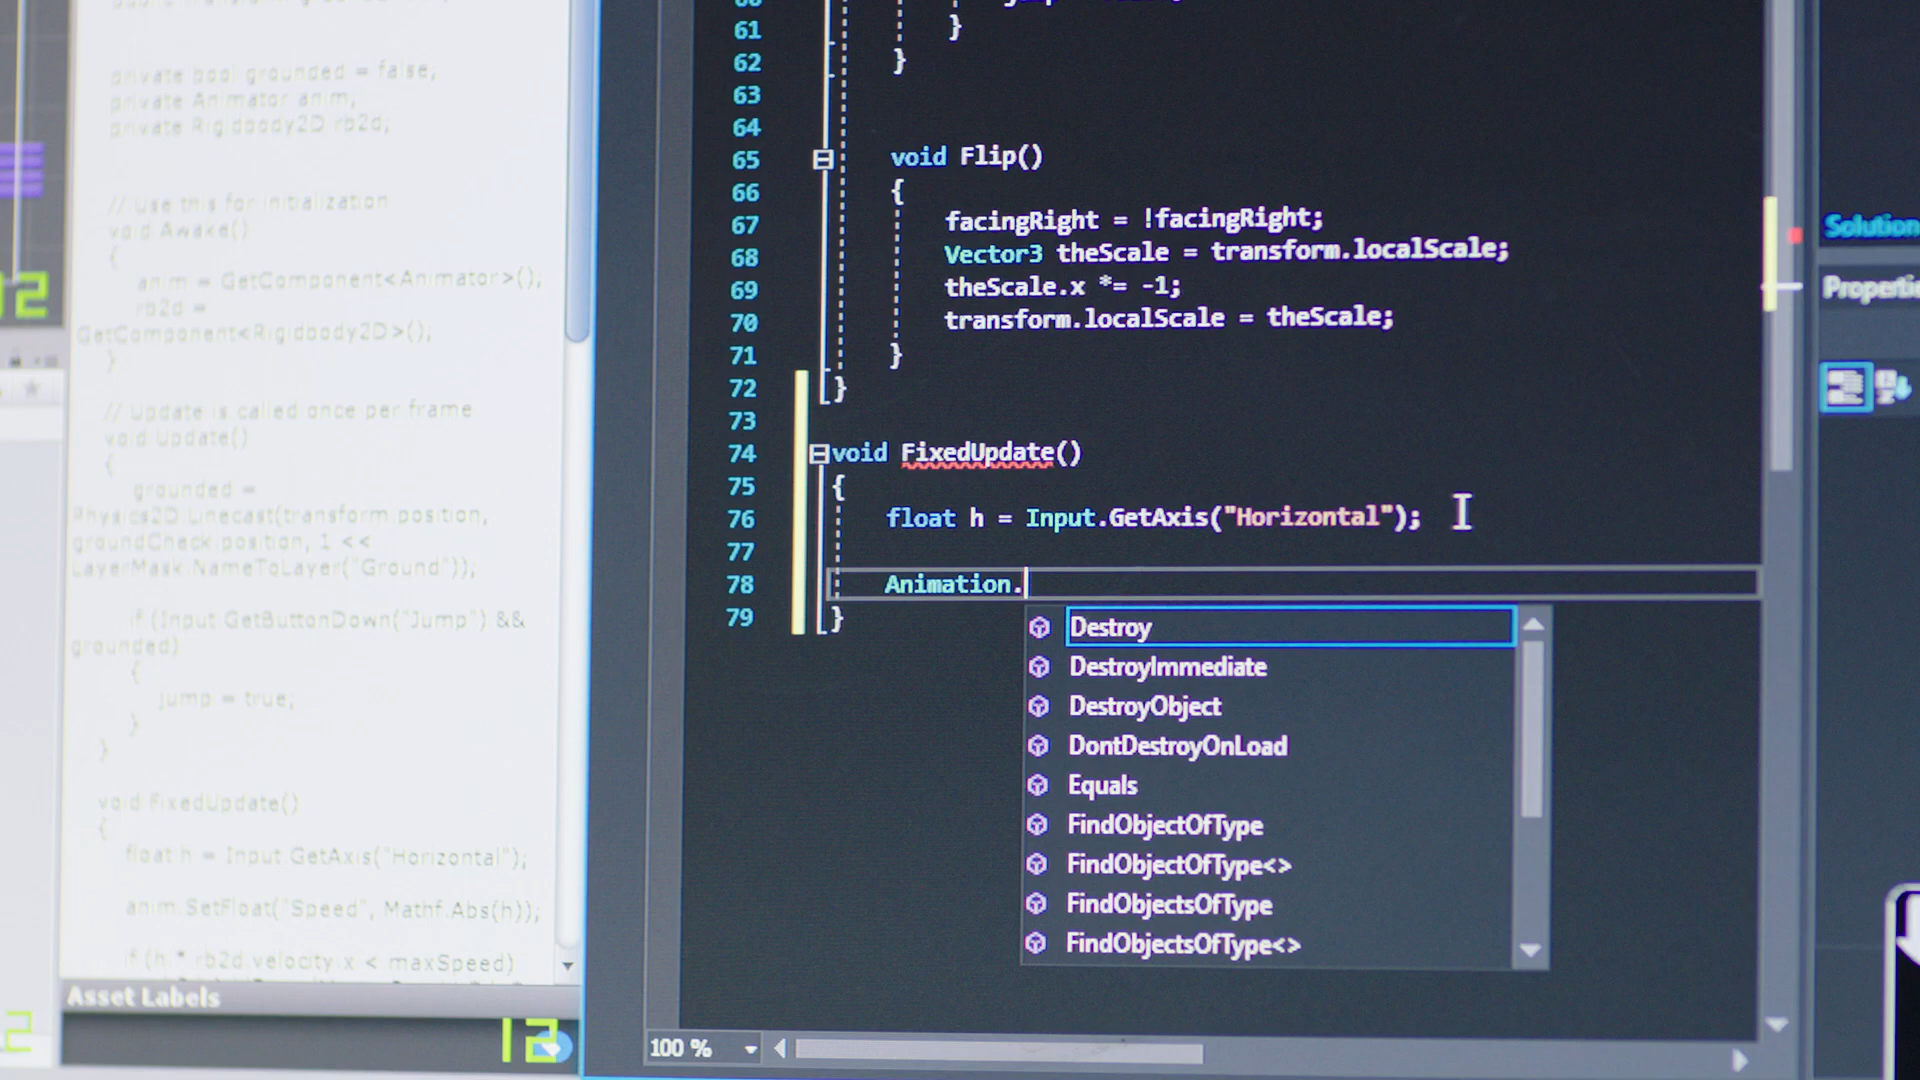 private bool grounded = false;
private Animator anim;
private Rigidbody2D rb2d;
// Use this for initialization
void Awake()
{
anim = GetComponent<Animator>();
rb2d =
GetComponent<Rigidbody2D>();
}
// Update is called once per frame
void Update()
{
grounded =
Physics2D.Linecast(transform.position,
groundCheck.position, 1 <<
LayerMask.NameToLayer("Ground"));
if (Input.GetButtonDown("Jump") &&
grounded)
{
jump = true;
}
}
void FixedUpdate()
{
float h = Input.GetAxis("Horizontal");
anim.SetFloat("Speed", Mathf.Abs(h));
if (h * rb2d.velocity.x < maxSpeed)
Asset Labels
12
61 }
62 }
63
64
65 void Flip()
66 {
67 facingRight = !facingRight;
68 Vector3 theScale = transform.localScale;
69 theScale.x *= -1;
70 transform.localScale = theScale;
71 }
72 }
73
74 void FixedUpdate()
75 {
76 float h = Input.GetAxis("Horizontal");
77
78 Animation.
79 }
Destroy
DestroyImmediate
DestroyObject
DontDestroyOnLoad
Equals
FindObjectOfType
FindObjectOfType<>
FindObjectsOfType
FindObjectsOfType<>
100 %
Solution
Propertie